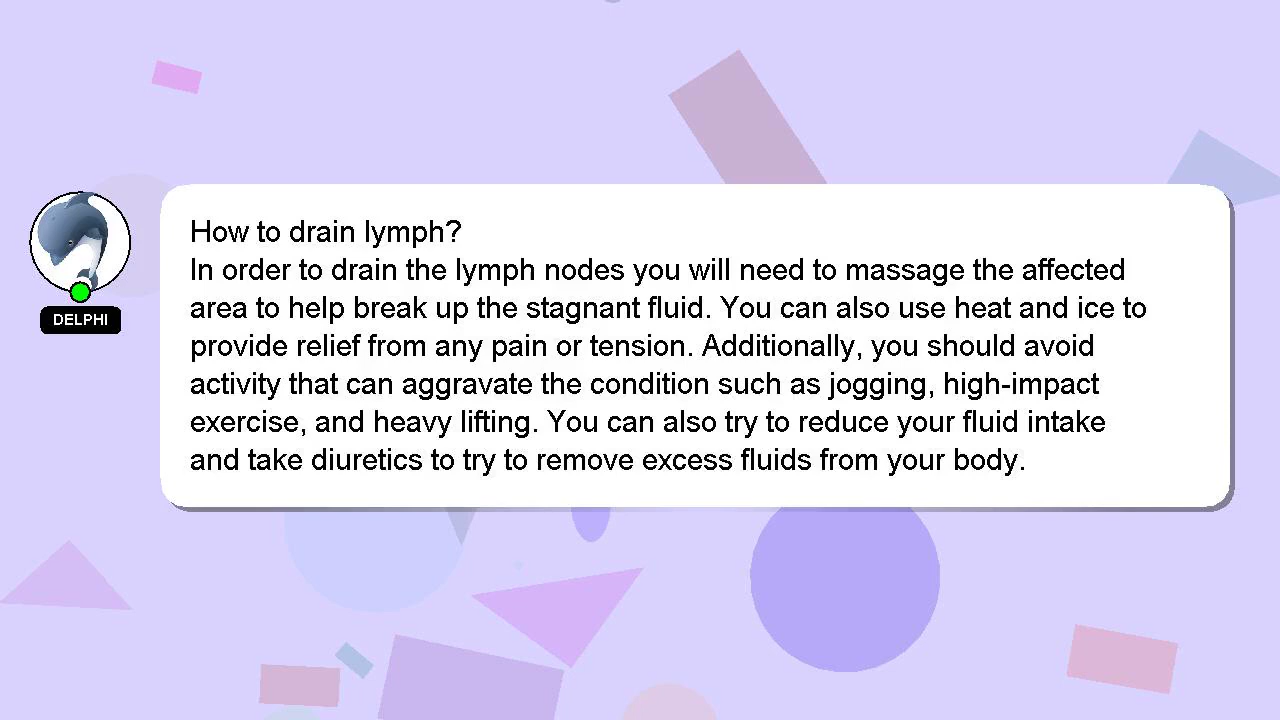 How to drain lymph?
In order to drain the lymph nodes you will need to massage the affected
area to help break up the stagnant fluid. You can also use heat and ice to
provide relief from any pain or tension. Additionally, you should avoid
activity that can aggravate the condition such as jogging, high-impact
exercise, and heavy lifting. You can also try to reduce your fluid intake
and take diuretics to try to remove excess fluids from your body.
DELPHI